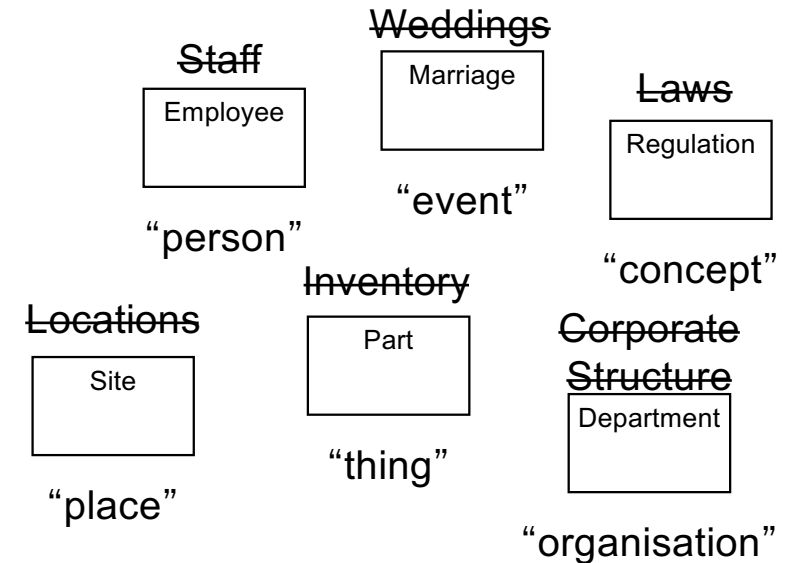 Weddings
Marriage
“event”
Staff
Employee
“person”
Laws
Regulation
“concept”
Locations
Site
“place”
Inventory
Part
“thing”
Corporate
Structure
Department
“organisation”